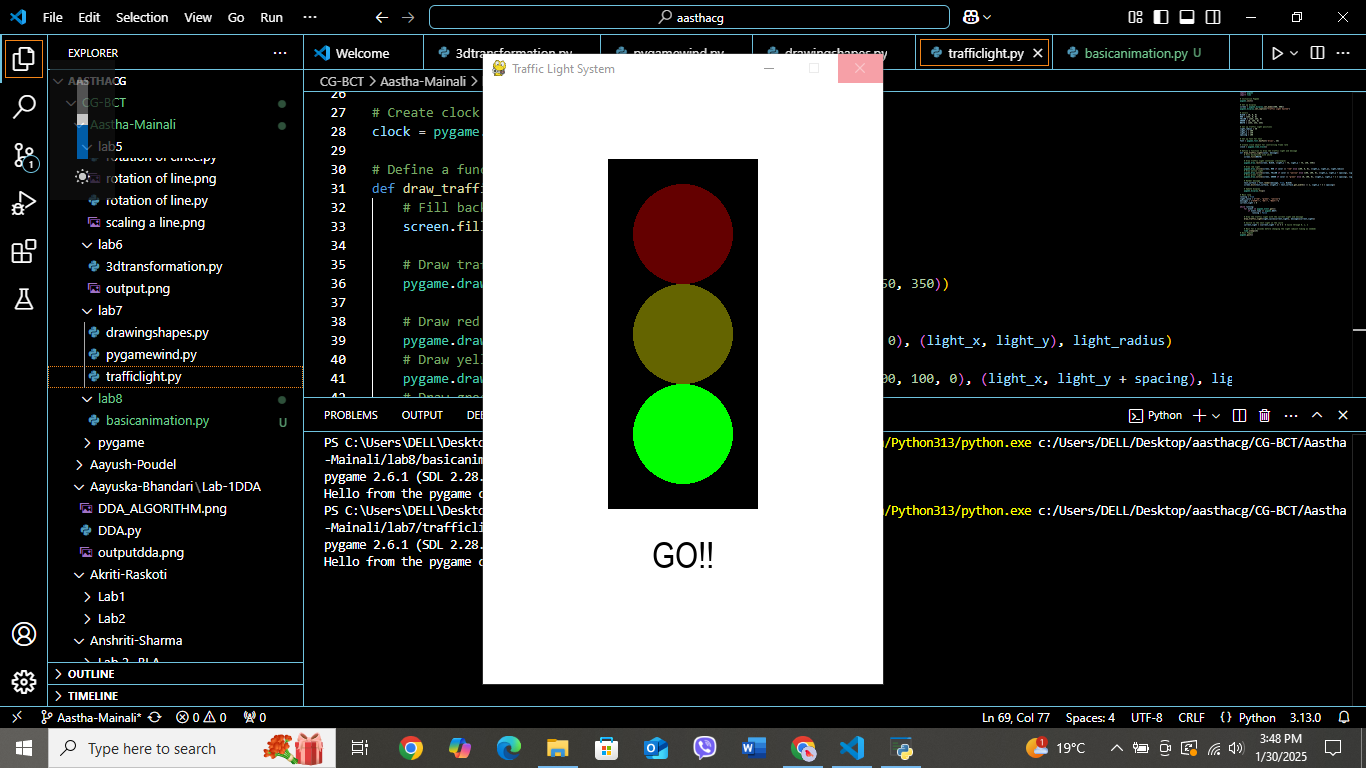 File Edit Selection View Go Run ··· aasthacg
EXPLORER
AASTHACG
CG-BCT
Aastha-Mainali
lab5
rotation of cirlce.py
rotation of line.png
rotation of line.py
scaling a line.png
lab6
3dtransformation.py
output.png
lab7
drawingshapes.py
pygamewind.py
trafficlight.py
lab8
basicanimation.py U
pygame
Aayush-Poudel
Aayuska-Bhandari\Lab-1DDA
DDA_ALGORITHM.png
DDA.py
outputdda.png
Akriti-Raskoti
Lab1
Lab2
Anshriti-Sharma
Lab 2 -BLA
OUTLINE
TIMELINE
Welcome 3dtransformation.py pygamewind.py drawingshapes.py trafficlight.py basicanimation.py U
CG-BCT > Aastha-Mainali >
26
27 # Create clock
28 clock = pygame.
29
30 # Define a func
31 def draw_traffi
32 # Fill back
33 screen.fill
34
35 # Draw traf
36 pygame.draw 50, 350))
37
38 # Draw red
39 pygame.draw 0), (light_x, light_y), light_radius)
40 # Draw yell
41 pygame.draw 00, 100, 0), (light_x, light_y + spacing), lig
42 # Draw gree
Traffic Light System
GO!!
PROBLEMS OUTPUT DEB Python
PS C:\Users\DELL\Deskto /Python313/python.exe c:/Users/DELL/Desktop/aasthacg/CG-BCT/Aastha
-Mainali/lab8/basicanim
pygame 2.6.1 (SDL 2.28.
Hello from the pygame c
PS C:\Users\DELL\Deskto /Python313/python.exe c:/Users/DELL/Desktop/aasthacg/CG-BCT/Aastha
-Mainali/lab7/trafficli
pygame 2.6.1 (SDL 2.28.
Hello from the pygame c
Aastha-Mainali* 0 0 0 Ln 69, Col 77 Spaces: 4 UTF-8 CRLF {} Python 3.13.0
Type here to search 19°C 3:48 PM
1/30/2025